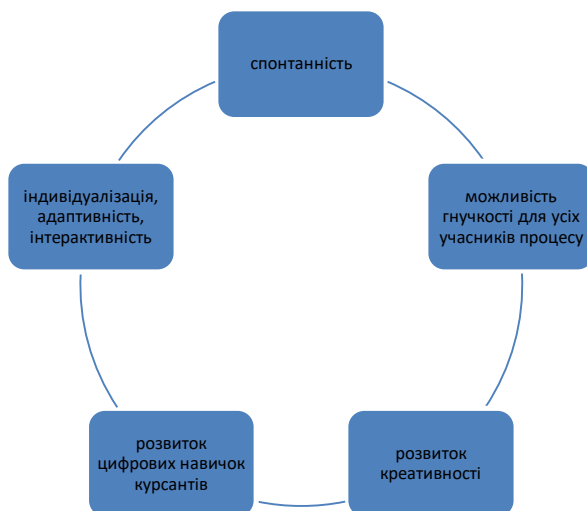 спонтанність
можливість
гнучкості для усіх
учасників процесу
розвиток
креативності
розвиток
цифрових навичок
курсантів
індивідуалізація,
адаптивність,
інтерактивність